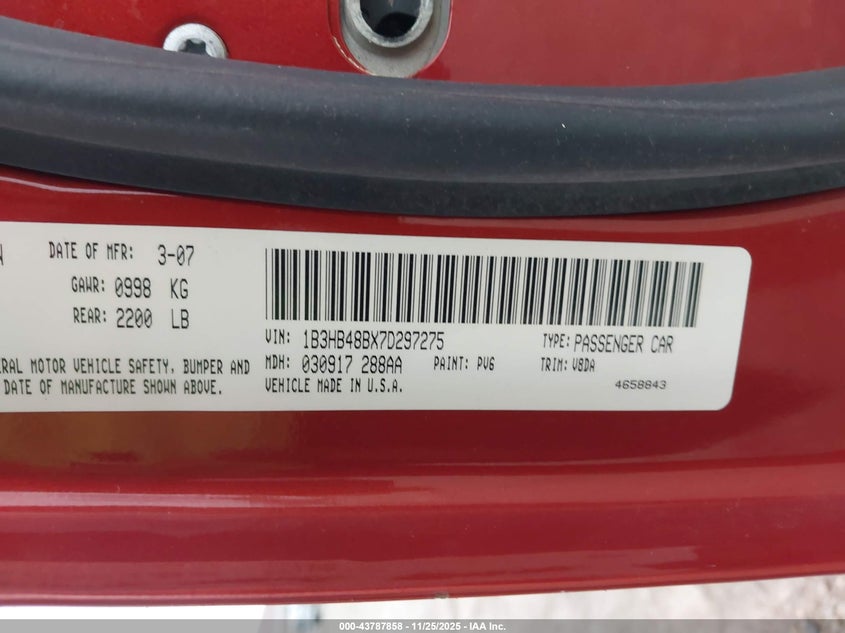 DATE OF MFR: 3-07
GAWR: 0998 KG
REAR: 2200 LB
VIN: 1B3HB48BX7D297275
TYPE: PASSENGER CAR
MDH: 030917 288AA
PAINT: PV6
TRIM: V8DA
VEHICLE MADE IN U.S.A.
4658843
MOTOR VEHICLE SAFETY, BUMPER AND
DATE OF MANUFACTURE SHOWN ABOVE.
000-43787858 - 11/25/2025 - IAA, Inc.